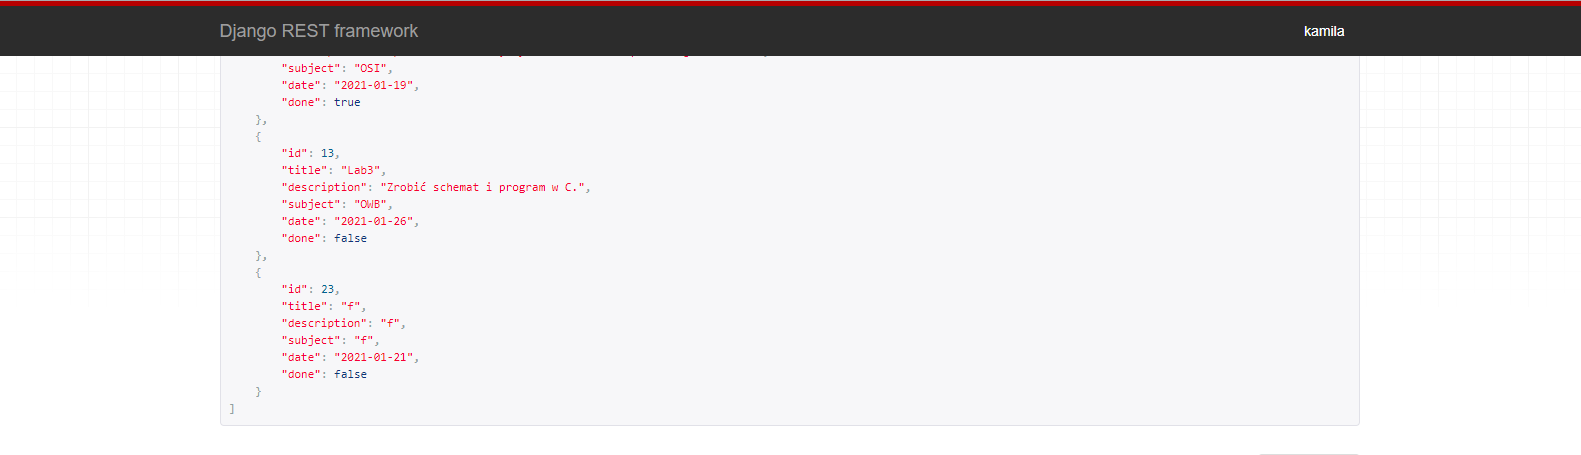 Django REST framework
kamila
"subject": "OSI",
"date": "2021-01-19",
"done": true
},
{
"id": 13,
"title": "Lab3",
"description": "Zrobić schemat i program w C.",
"subject": "OWB",
"date": "2021-01-26",
"done": false
},
{
"id": 23,
"title": "f",
"description": "f",
"subject": "f",
"date": "2021-01-21",
"done": false
}
]